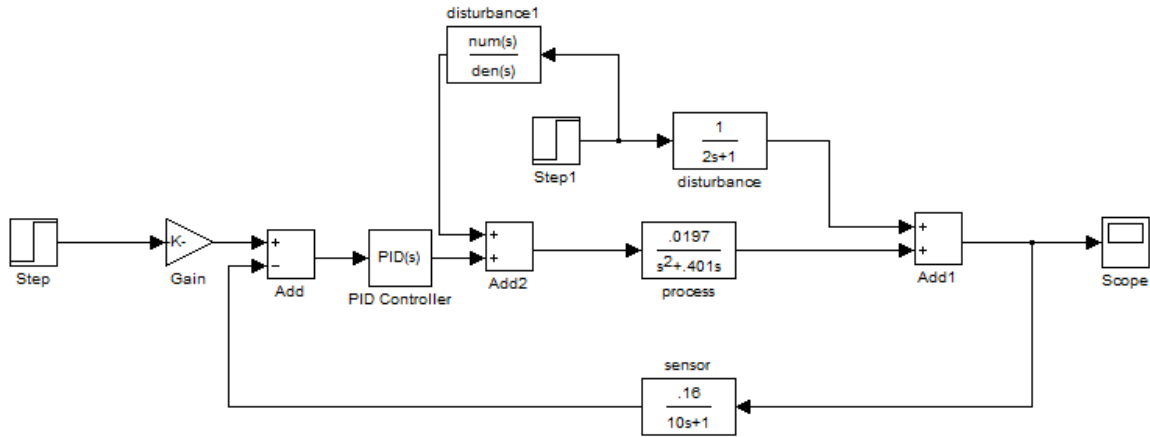 disturbance1
num(s)
den(s)
Step1
1
2s+1
disturbance
Step
K-
Gain
+
−
Add
PID(s)
PID Controller
+
+
Add2
.0197
s²+.401s
process
+
+
Add1
Scope
sensor
.16
10s+1